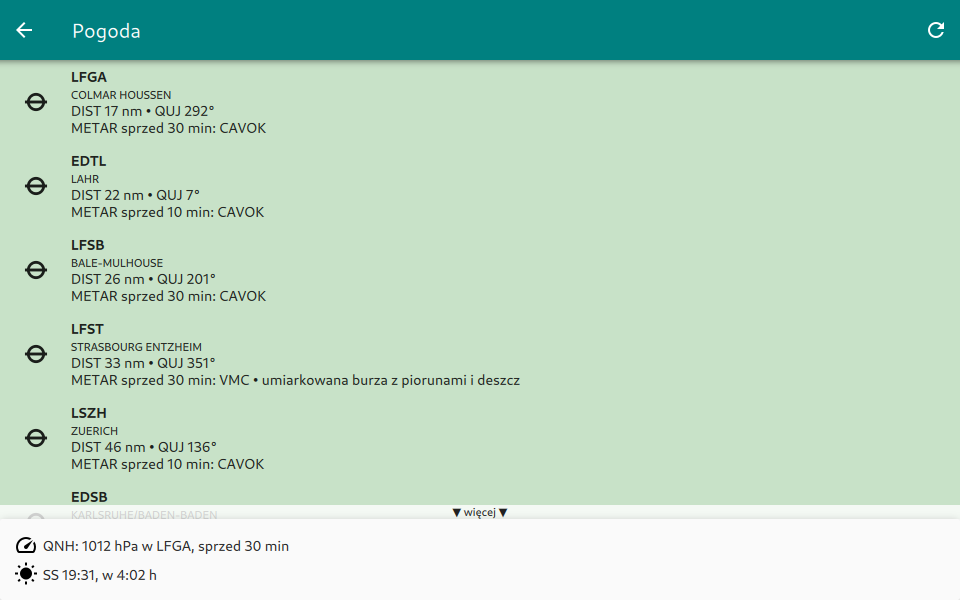 Pogoda
LFGA
COLMAR HOUSSEN
DIST 17 nm • QUJ 292°
METAR sprzed 30 min: CAVOK
EDTL
LAHR
DIST 22 nm • QUJ 7°
METAR sprzed 10 min: CAVOK
LFSB
BALE-MULHOUSE
DIST 26 nm • QUJ 201°
METAR sprzed 30 min: CAVOK
LFST
STRASBOURG ENTZHEIM
DIST 33 nm • QUJ 351°
METAR sprzed 30 min: VMC • umiarkowana burza z piorunami i deszcz
LSZH
ZUERICH
DIST 46 nm • QUJ 136°
METAR sprzed 10 min: CAVOK
EDSB
KARLSRUHE/BADEN-BADEN
▼ więcej ▼
QNH: 1012 hPa w LFGA, sprzed 30 min
SS 19:31, w 4:02 h